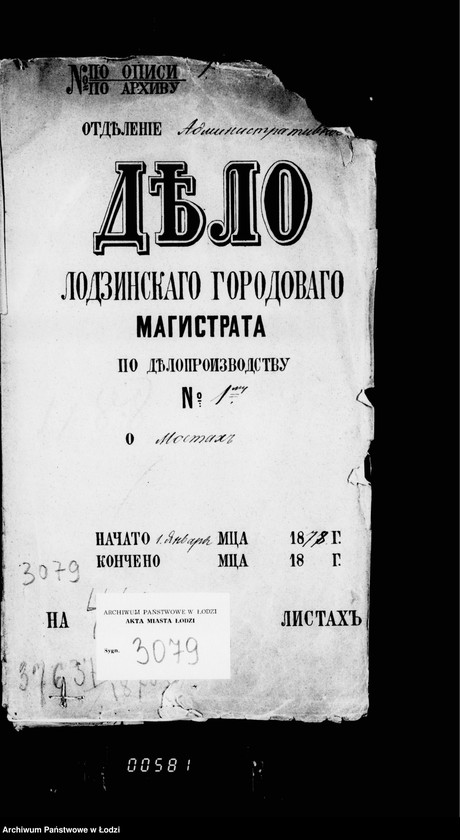 № ПО ОПИСИ
ПО АРХИВУ
ОТДѢЛЕНІЕ Административное
ДѢЛО
ЛОДЗИНСКАГО ГОРОДОВАГО
МАГИСТРАТА
ПО ДѢЛОПРОИЗВОДСТВУ
№ 1му
О Мостахъ
НАЧАТО 1. Января МЦА 1878 Г.
КОНЧЕНО МЦА 18 Г.
3079
НА ЛИСТАХЪ
ARCHIWUM PAŃSTWOWE W ŁODZI
AKTA MIASTA ŁODZI
Sygn. 3079
00581
Archiwum Państwowe w Łodzi